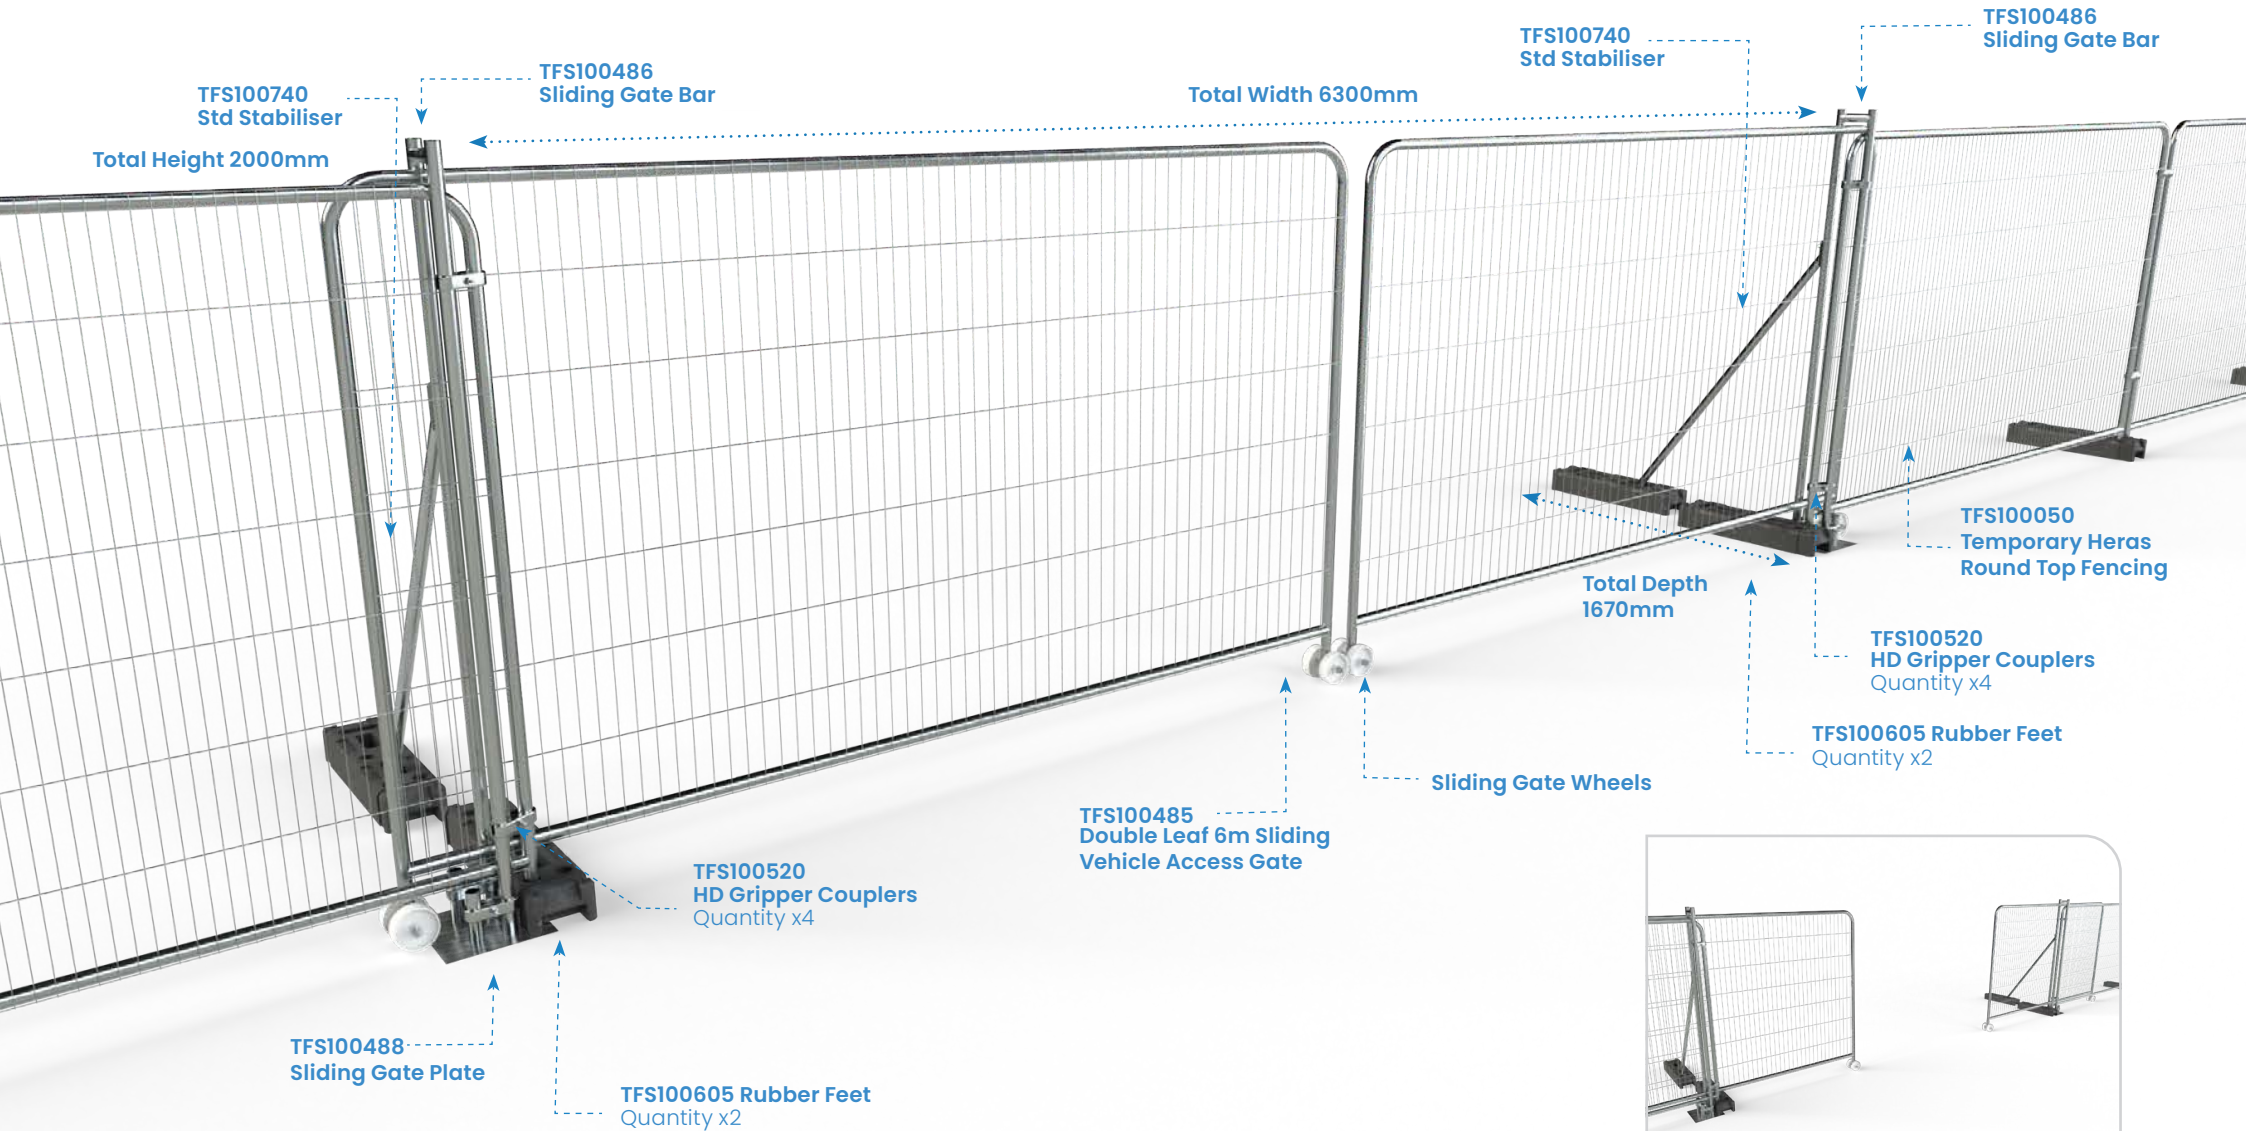 TFS100486
Sliding Gate Bar
TFS100740
Std Stabiliser
TFS100486
Sliding Gate Bar
TFS100740
Std Stabiliser
Total Width 6300mm
Total Height 2000mm
TFS100050
Temporary Heras
Round Top Fencing
Total Depth
1670mm
TFS100520
HD Gripper Couplers
Quantity x4
TFS100605 Rubber Feet
Quantity x2
Sliding Gate Wheels
TFS100485
Double Leaf 6m Sliding
Vehicle Access Gate
TFS100520
HD Gripper Couplers
Quantity x4
TFS100488
Sliding Gate Plate
TFS100605 Rubber Feet
Quantity x2